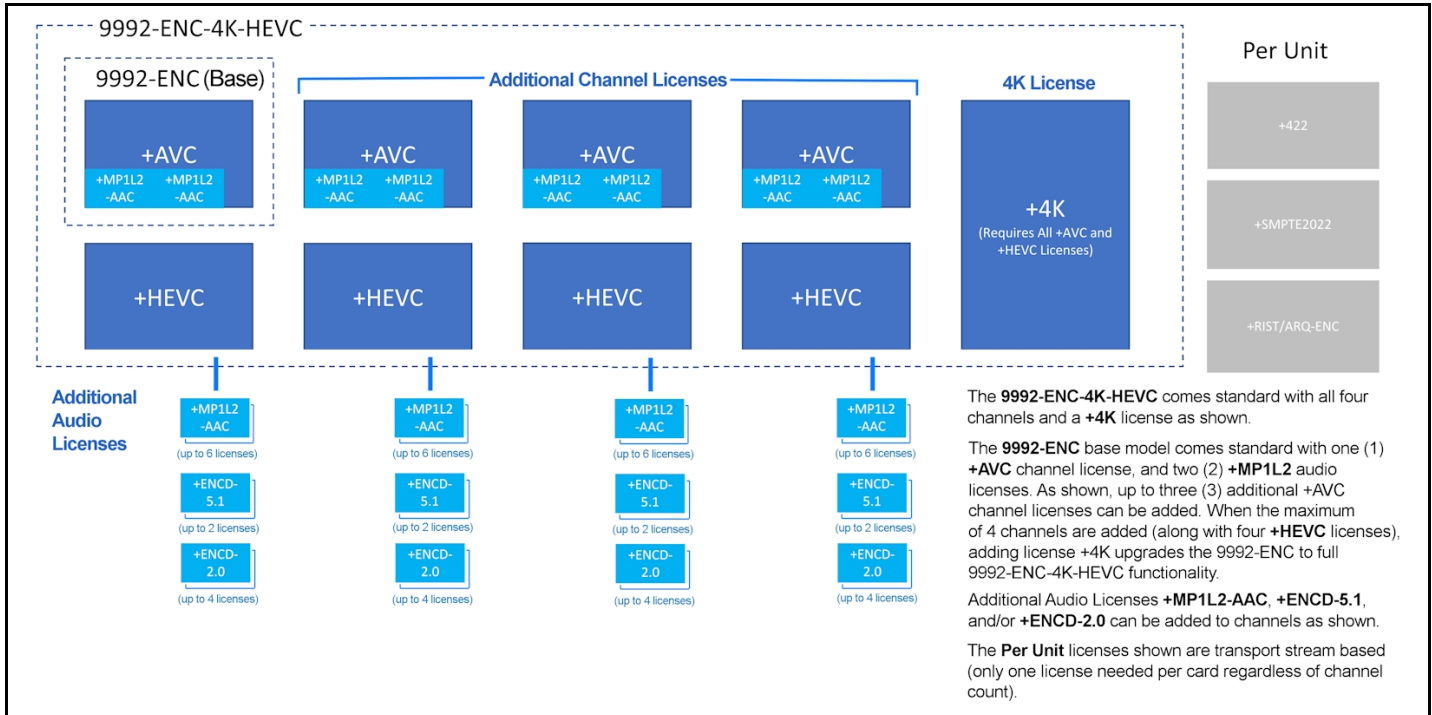 9992-ENC-4K-HEVC
9992-ENC (Base)
Additional Channel Licenses
4K License
Per Unit
+AVC
+MP1L2
-AAC
+MP1L2
-AAC
+AVC
+MP1L2
-AAC
+MP1L2
-AAC
+AVC
+MP1L2
-AAC
+MP1L2
-AAC
+AVC
+MP1L2
-AAC
+MP1L2
-AAC
+HEVC
+HEVC
+HEVC
+HEVC
+4K
(Requires All +AVC and
+HEVC Licenses)
+422
+SMPTE2022
+RIST/ARQ-ENC
Additional
Audio
Licenses
+MP1L2
-AAC
(up to 6 licenses)
+ENCD-
5.1
(up to 2 licenses)
+ENCD-
2.0
(up to 4 licenses)
+MP1L2
-AAC
(up to 6 licenses)
+ENCD-
5.1
(up to 2 licenses)
+ENCD-
2.0
(up to 4 licenses)
+MP1L2
-AAC
(up to 6 licenses)
+ENCD-
5.1
(up to 2 licenses)
+ENCD-
2.0
(up to 4 licenses)
+MP1L2
-AAC
(up to 6 licenses)
+ENCD-
5.1
(up to 2 licenses)
+ENCD-
2.0
(up to 4 licenses)
The 9992-ENC-4K-HEVC comes standard with all four
channels and a +4K license as shown.
The 9992-ENC base model comes standard with one (1)
+AVC channel license, and two (2) +MP1L2 audio
licenses. As shown, up to three (3) additional +AVC
channel licenses can be added. When the maximum
of 4 channels are added (along with four +HEVC licenses),
adding license +4K upgrades the 9992-ENC to full
9992-ENC-4K-HEVC functionality.
Additional Audio Licenses +MP1L2-AAC, +ENCD-5.1,
and/or +ENCD-2.0 can be added to channels as shown.
The Per Unit licenses shown are transport stream based
(only one license needed per card regardless of channel
count).